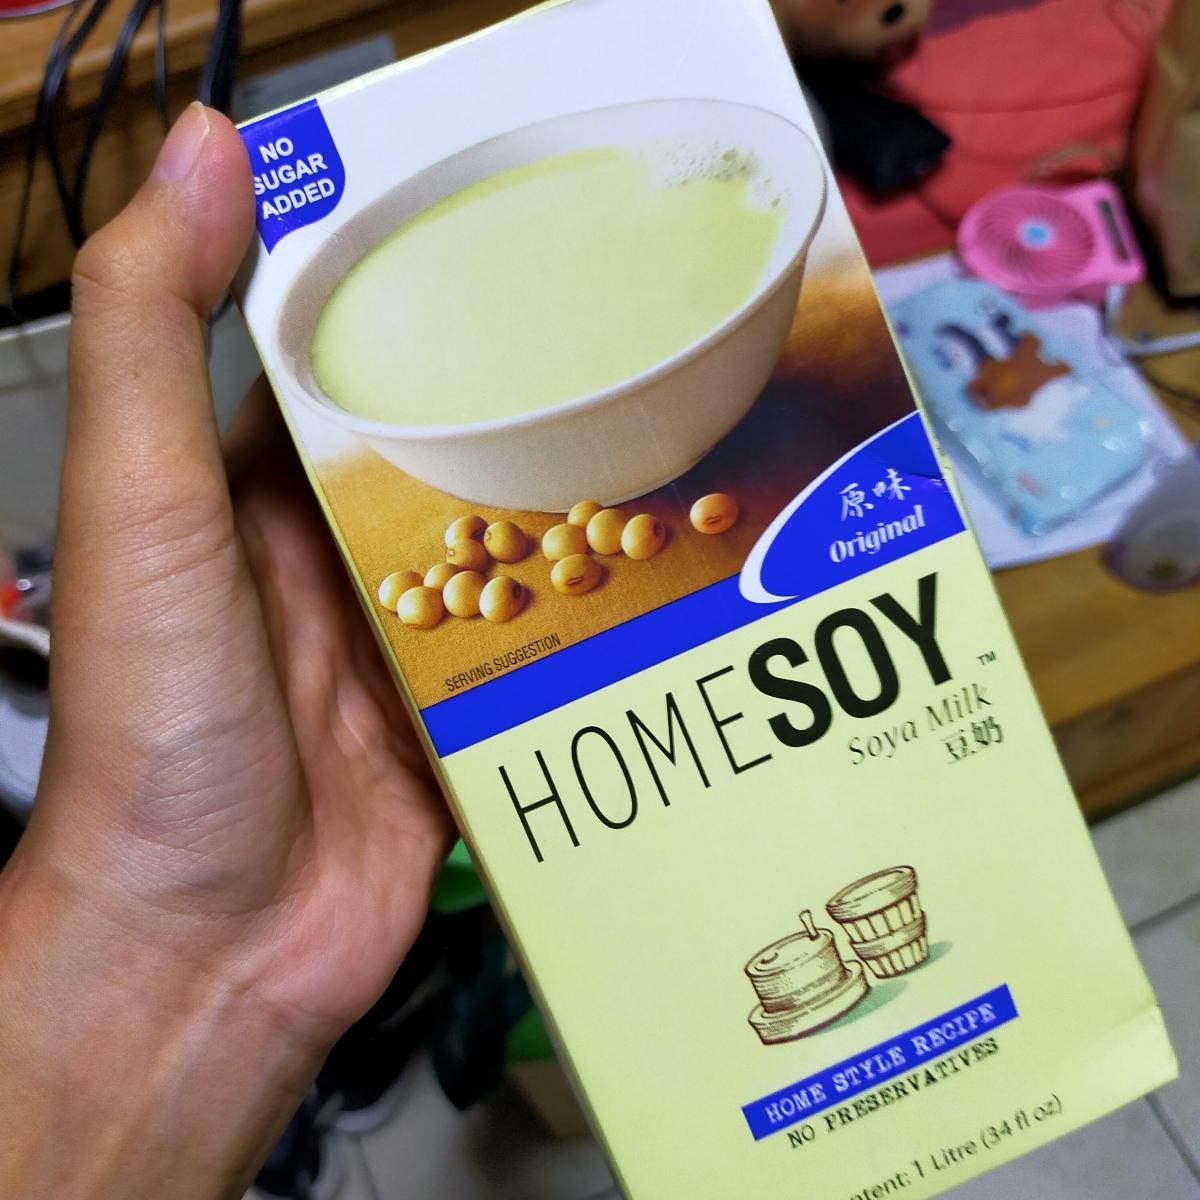 NO
SUGAR
ADDED
原味
Original
SERVING SUGGESTION
HOMESOY™
Soya Milk
豆奶
HOME STYLE RECIPE
NO PRESERVATIVES
1 Litre (34 fl oz)